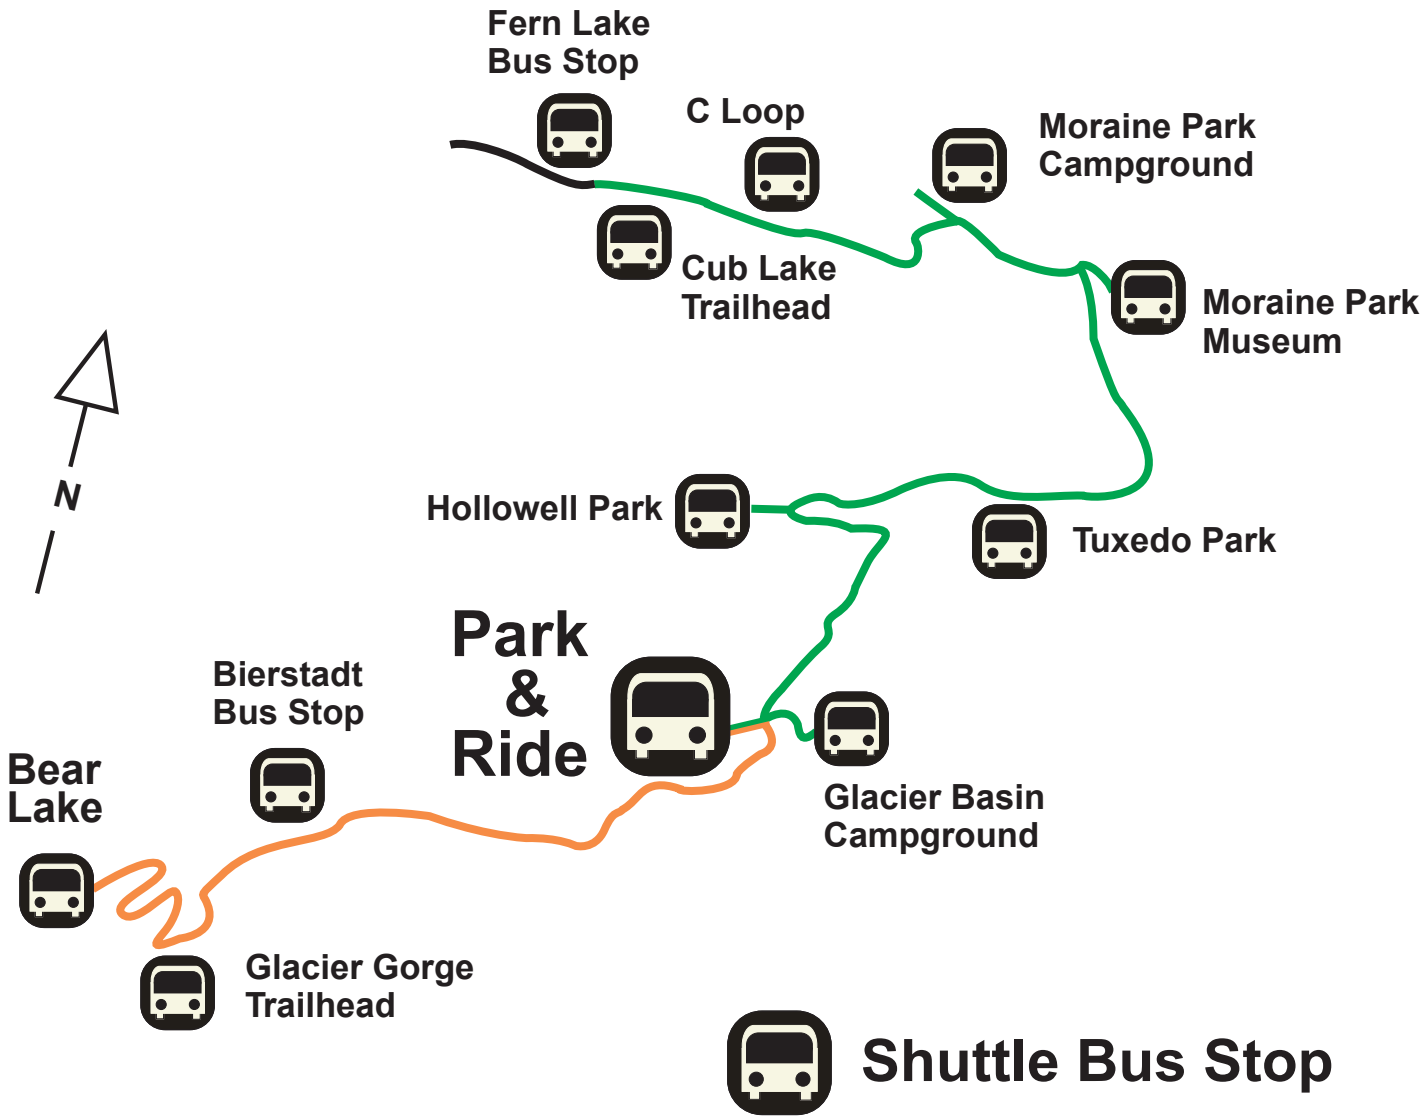 Fern Lake
Bus Stop
C Loop
Moraine Park
Campground
Cub Lake
Trailhead
Moraine Park
Museum
N
Hollowell Park
Tuxedo Park
Park
&
Ride
Bierstadt
Bus Stop
Bear
Lake
Glacier Basin
Campground
Glacier Gorge
Trailhead
Shuttle Bus Stop